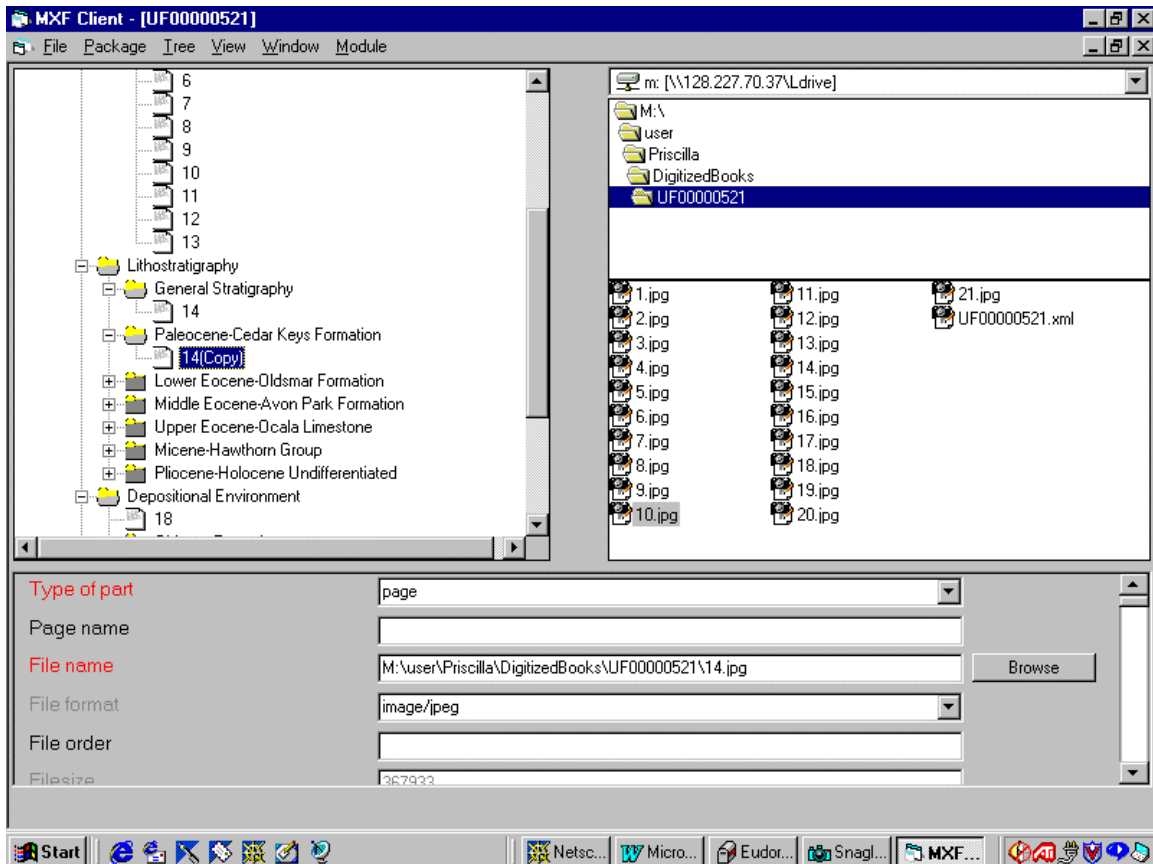 MXF Client - [UF00000521]
File Package Tree View Window Module
6
7
8
9
10
11
12
13
Lithostratigraphy
General Stratigraphy
14
Paleocene-Cedar Keys Formation
14(Copy)
Lower Eocene-Oldsmar Formation
Middle Eocene-Avon Park Formation
Upper Eocene-Ocala Limestone
Micene-Hawthorn Group
Pliocene-Holocene Undifferentiated
Depositional Environment
18
m: [\\128.227.70.37\Ldrive]
M:\
user
Priscilla
DigitizedBooks
UF00000521
1.jpg
2.jpg
3.jpg
4.jpg
5.jpg
6.jpg
7.jpg
8.jpg
9.jpg
10.jpg
11.jpg
12.jpg
13.jpg
14.jpg
15.jpg
16.jpg
17.jpg
18.jpg
19.jpg
20.jpg
21.jpg
UF00000521.xml
Type of part page
Page name
File name M:\user\Priscilla\DigitizedBooks\UF00000521\14.jpg Browse
File format image/jpeg
File order
Filesize 367933
Start Netsc... Micro... Eudor... SnagI... MXF...